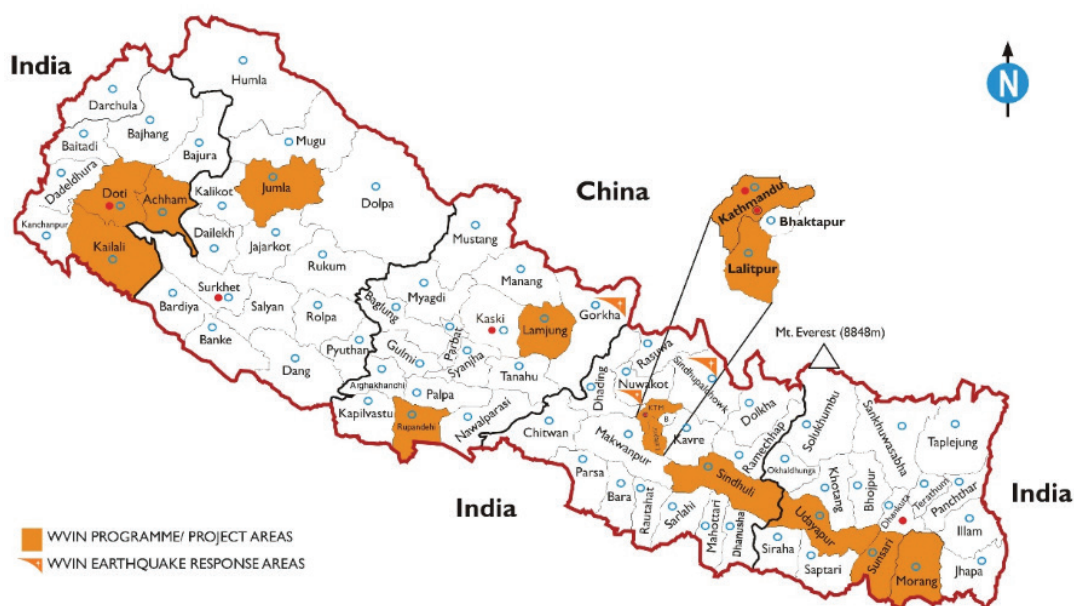 India
Humla
N
Darchula
Bajhang
Baitadi
Mugu
Bajura
Dadeldhura
Doti
Achham
Kalikot
Jumla
China
Kathmandu
Bhaktapur
Dolpa
Kanchanpur
Dailekh
Jajarkot
Mustang
Kailali
Lalitpur
Rukum
Manang
Surkhet
Myagdi
Bardiya
Salyan
Baglung
Gorkha
Rolpa
Kaski
Lamjung
Mt. Everest (8848m)
Banke
Parbat
Rasuwa
Pyuthan
Gulmi
Syanjha
Sindhupalchowk
Dang
Tanahu
Dhading
Nuwakot
Arghakhanchi
Palpa
Dolkha
Solukhumbu
Sankhuwasabha
Kapilvastu
KTM
Taplejung
Rupandehi
Nawalparasi
Chitwan
B
Kavre
Ramechhap
Makwanpur
Okhaldhunga
Parsa
Sindhuli
Khotang
Bhojpur
Dhankuta
Terathum
Panchthar
India
India
Bara
Rautahat
Sarlahi
Mahottari
Dhanusha
Udayapur
Illam
Siraha
Saptari
Sunsari
Morang
Jhapa
WVIN PROGRAMME/ PROJECT AREAS
WVIN EARTHQUAKE RESPONSE AREAS